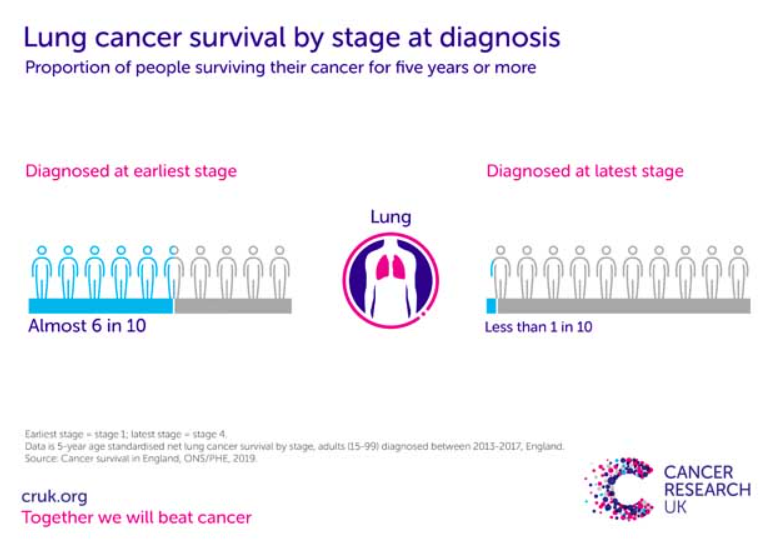 Lung cancer survival by stage at diagnosis
Proportion of people surviving their cancer for five years or more
Diagnosed at earliest stage
Diagnosed at latest stage
Lung
Almost 6 in 10
Less than 1 in 10
Earliest stage = stage 1; latest stage = stage 4.
Data is 5-year age standardised net lung cancer survival by stage, adults (15-99) diagnosed between 2013-2017, England.
Source: Cancer survival in England, ONS/PHE, 2019.
cruk.org
Together we will beat cancer
CANCER
RESEARCH
UK